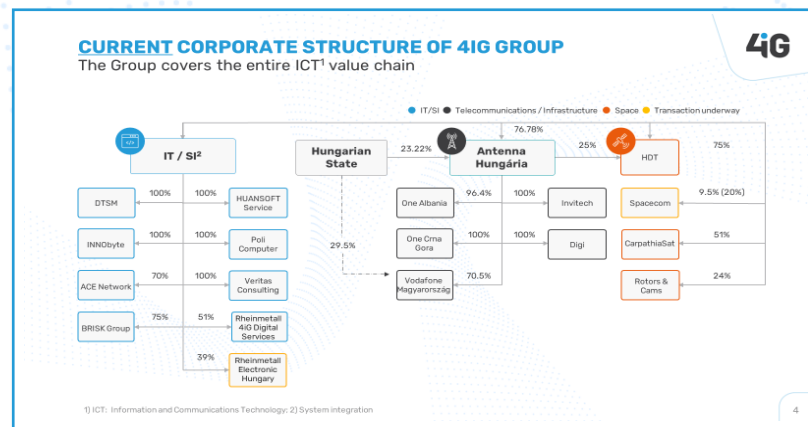 CURRENT CORPORATE STRUCTURE OF 4IG GROUP
The Group covers the entire ICT¹ value chain
4iG
IT/SI Telecommunications / Infrastructure Space Transaction underway
76.78%
IT / SI²
Hungarian
State
23.22%
Antenna
Hungária
25%
HDT
75%
DTSM
100%
100%
HUANSOFT
Service
One Albania
96.4%
100%
Invitech
Spacecom
9.5% (20%)
INNObyte
100%
100%
Poli
Computer
29.5%
One Crna
Gora
100%
100%
Digi
CarpathiaSat
51%
ACE Network
70%
100%
Veritas
Consulting
Vodafone
Magyarország
70.5%
Rotors &
Cams
24%
BRISK Group
75%
51%
Rheinmetall
4iG Digital
Services
39%
Rheinmetall
Electronic
Hungary
1) ICT: Information and Communications Technology; 2) System integration
4